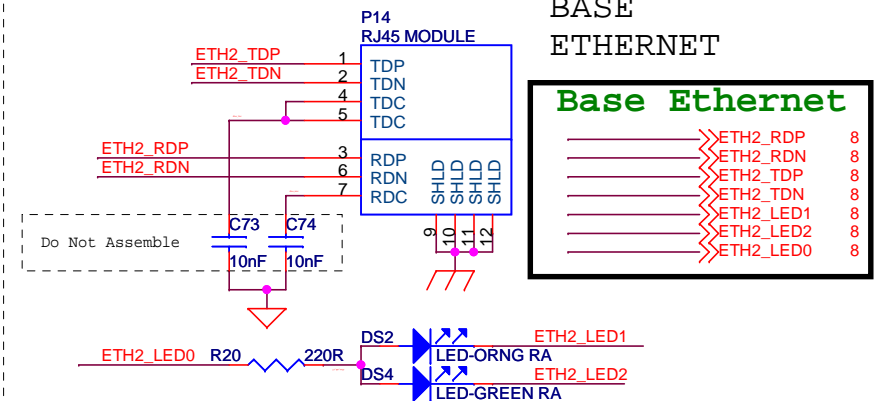 BASE
ETHERNET
P14
RJ45 MODULE
ETH2_TDP 1 TDP
ETH2_TDN 2 TDN
4 TDC
5 TDC
ETH2_RDP 3 RDP
ETH2_RDN 6 RDN
7 RDC
SHLD SHLD SHLD SHLD
9 10 11 12
Do Not Assemble
C73 C74
10nF 10nF
Base Ethernet
ETH2_RDP 8
ETH2_RDN 8
ETH2_TDP 8
ETH2_TDN 8
ETH2_LED1 8
ETH2_LED2 8
ETH2_LED0 8
ETH2_LED0 R20 220R
DS2 ETH2_LED1
LED-ORNG RA
DS4 ETH2_LED2
LED-GREEN RA